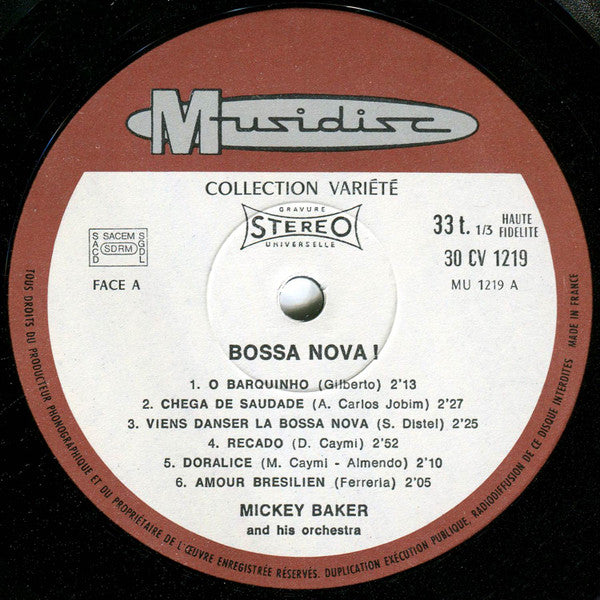 Musidisc
COLLECTION VARIÉTÉ
GRAVURE
STEREO
UNIVERSELLE
SACD
SACEM
SDRM
SGDL
33 t. 1/3 HAUTE FIDELITE
30 CV 1219
FACE A
MU 1219 A
BOSSA NOVA!
1. O BARQUINHO (Gilberto) 2'13
2. CHEGA DE SAUDADE (A. Carlos Jobim) 2'27
3. VIENS DANSER LA BOSSA NOVA (S. Distel) 2'25
4. RECADO (D. Caymi) 2'52
5. DORALICE (M. Caymi - Almendo) 2'10
6. AMOUR BRESILIEN (Ferreria) 2'05
MICKEY BAKER
and his orchestra
TOUS DROITS DU PRODUCTEUR PHONOGRAPHIQUE ET DU PROPRIÉTAIRE DE L'ŒUVRE ENREGISTRÉE RÉSERVÉS. DUPLICATION EXÉCUTION PUBLIQUE, RADIODIFFUSION DE CE DISQUE INTERDITES MADE IN FRANCE